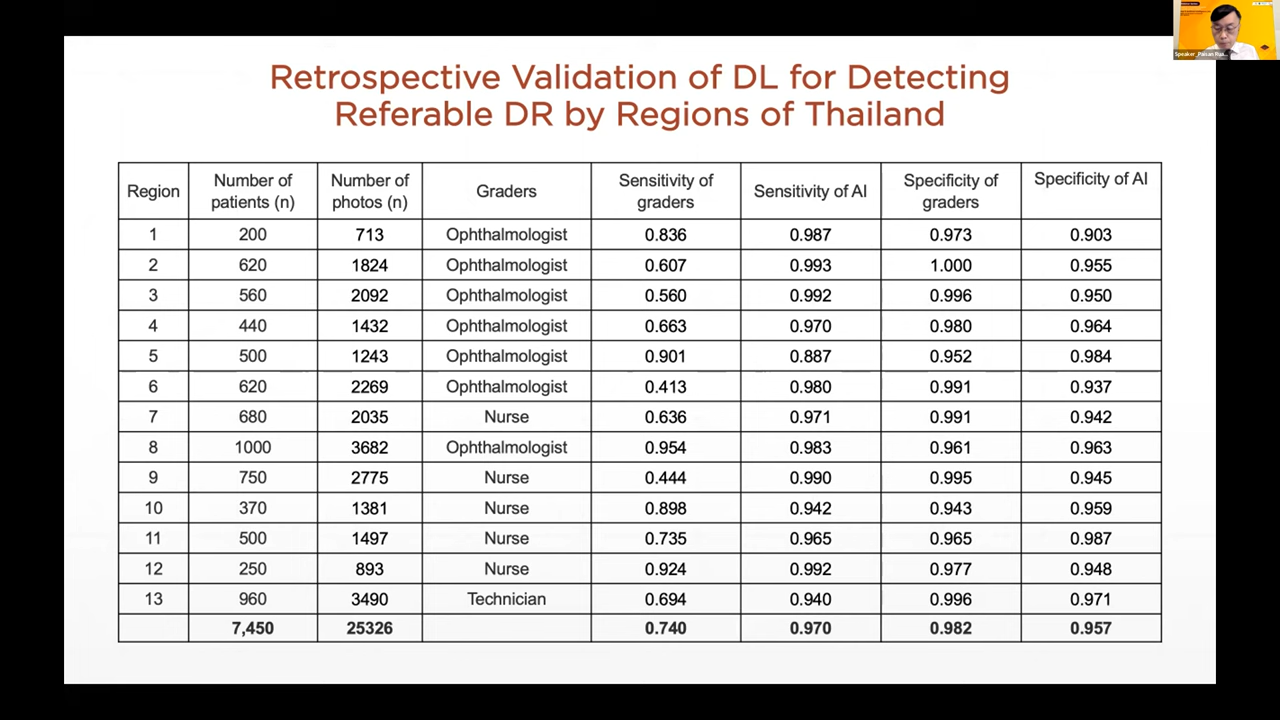 Retrospective Validation of DL for Detecting
Referable DR by Regions of Thailand
Region | Number of patients (n) | Number of photos (n) | Graders | Sensitivity of graders | Sensitivity of AI | Specificity of graders | Specificity of AI
1 | 200 | 713 | Ophthalmologist | 0.836 | 0.987 | 0.973 | 0.903
2 | 620 | 1824 | Ophthalmologist | 0.607 | 0.993 | 1.000 | 0.955
3 | 560 | 2092 | Ophthalmologist | 0.560 | 0.992 | 0.996 | 0.950
4 | 440 | 1432 | Ophthalmologist | 0.663 | 0.970 | 0.980 | 0.964
5 | 500 | 1243 | Ophthalmologist | 0.901 | 0.887 | 0.952 | 0.984
6 | 620 | 2269 | Ophthalmologist | 0.413 | 0.980 | 0.991 | 0.937
7 | 680 | 2035 | Nurse | 0.636 | 0.971 | 0.991 | 0.942
8 | 1000 | 3682 | Ophthalmologist | 0.954 | 0.983 | 0.961 | 0.963
9 | 750 | 2775 | Nurse | 0.444 | 0.990 | 0.995 | 0.945
10 | 370 | 1381 | Nurse | 0.898 | 0.942 | 0.943 | 0.959
11 | 500 | 1497 | Nurse | 0.735 | 0.965 | 0.965 | 0.987
12 | 250 | 893 | Nurse | 0.924 | 0.992 | 0.977 | 0.948
13 | 960 | 3490 | Technician | 0.694 | 0.940 | 0.996 | 0.971
7,450 | 25326 | 0.740 | 0.970 | 0.982 | 0.957
Speaker_Paisan